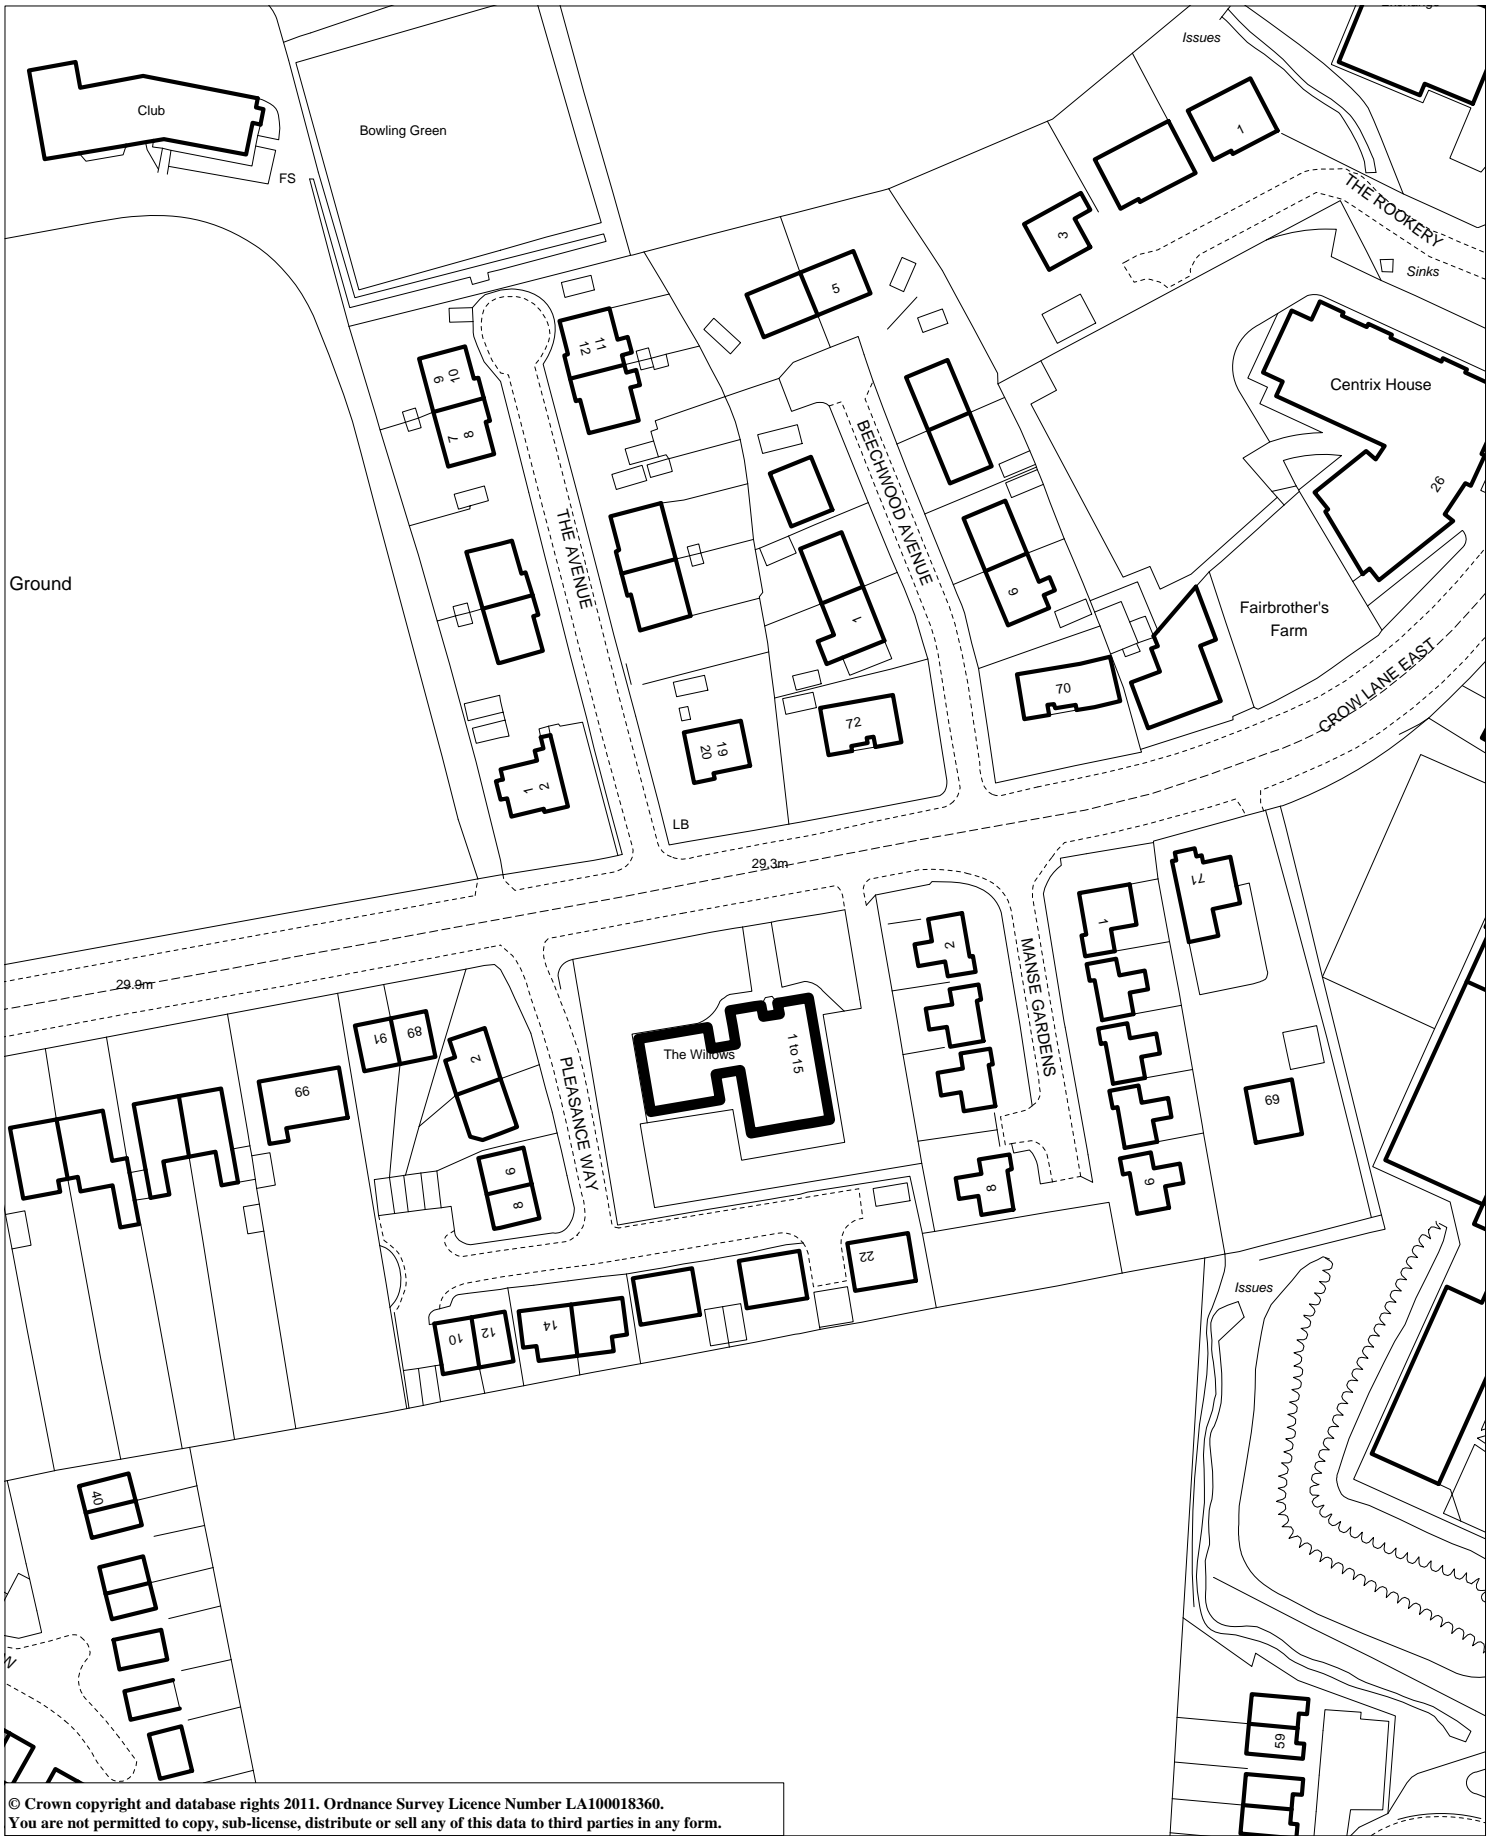 Issues
Club
Bowling Green
1
FS
THE ROOKERY
3
Sinks
5
11
12
10
9
Centrix House
8
7
BEECHWOOD AVENUE
26
THE AVENUE
Ground
9
Fairbrother's
Farm
1
CROW LANE EAST
70
72
19
20
1
2
LB
29.3m
71
1
2
MANSE GARDENS
29.9m
91
89
2
The Willows
1 to 15
PLEASANCE WAY
99
69
6
8
8
9
22
Issues
10
12
14
40
59
© Crown copyright and database rights 2011. Ordnance Survey Licence Number LA100018360.
You are not permitted to copy, sub-license, distribute or sell any of this data to third parties in any form.